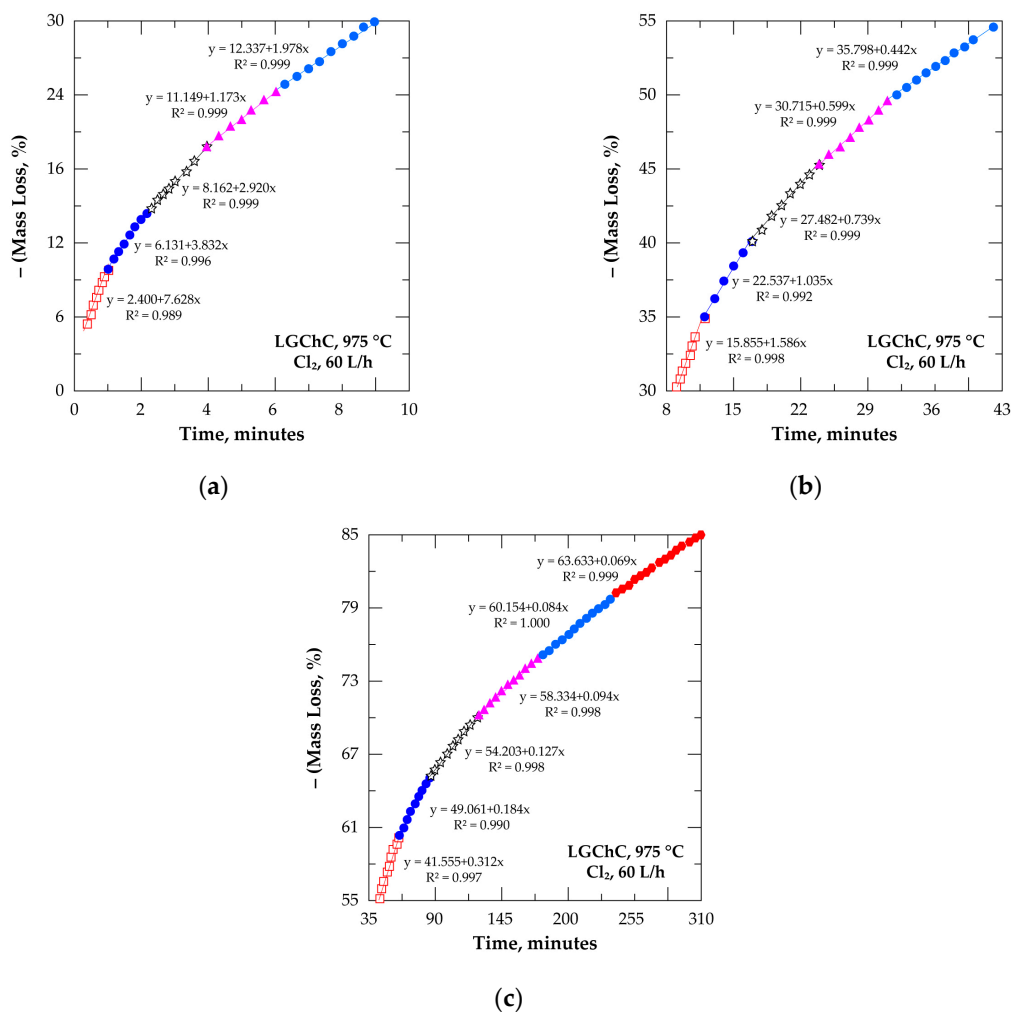 30
24
16
12
6
0
− (Mass Loss, %)
y = 12.337+1.978x
R² = 0.999
y = 11.149+1.173x
R² = 0.999
y = 8.162+2.920x
R² = 0.999
y = 6.131+3.832x
R² = 0.996
y = 2.400+7.628x
R² = 0.989
LGChC, 975 °C
Cl₂, 60 L/h
0 2 4 6 8 10
Time, minutes
(a)
55
50
45
40
35
30
− (Mass Loss, %)
y = 35.798+0.442x
R² = 0.999
y = 30.715+0.599x
R² = 0.999
y = 27.482+0.739x
R² = 0.999
y = 22.537+1.035x
R² = 0.992
y = 15.855+1.586x
R² = 0.998
LGChC, 975 °C
Cl₂, 60 L/h
8 15 22 29 36 43
Time, minutes
(b)
85
79
73
67
61
55
− (Mass Loss, %)
y = 63.633+0.069x
R² = 0.999
y = 60.154+0.084x
R² = 1.000
y = 58.334+0.094x
R² = 0.998
y = 54.203+0.127x
R² = 0.998
y = 49.061+0.184x
R² = 0.990
y = 41.555+0.312x
R² = 0.997
LGChC, 975 °C
Cl₂, 60 L/h
35 90 145 200 255 310
Time, minutes
(c)